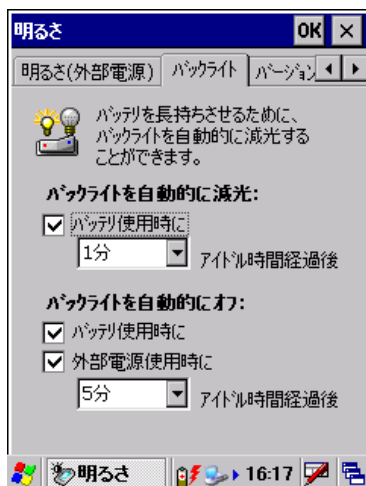 明るさ OK ×
明るさ(外部電源) バックライト バージョン
バッテリを長持ちさせるために、
バックライトを自動的に減光する
ことができます。
バックライトを自動的に減光:
バッテリ使用時に
1分 アイドル時間経過後
バックライトを自動的にオフ:
バッテリ使用時に
外部電源使用時に
5分 アイドル時間経過後
明るさ 16:17